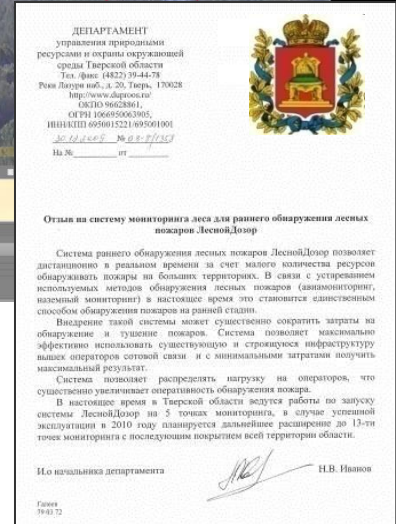 ДЕПАРТАМЕНТ
управления природными
ресурсами и охраны окружающей
среды Тверской области
Тел./факс (4822) 39-44-78
Реки Лазури наб., д. 20, Тверь, 170028
http://www.duproos.ru/
ОКПО 96628861,
ОГРН 1066950063905,
ИНН/КПП 6950015221/695001001
30.12.2009 №
На № от
Отзыв на систему мониторинга леса для раннего обнаружения лесных
пожаров ЛеснойДозор
Система раннего обнаружения лесных пожаров ЛеснойДозор позволяет
дистанционно в реальном времени за счет малого количества ресурсов
обнаруживать пожары на больших территориях. В связи с устареванием
используемых методов обнаружения лесных пожаров (авиамониторинг,
наземный мониторинг) в настоящее время это становится единственным
способом обнаружения пожаров на ранней стадии.
Внедрение такой системы может существенно сократить затраты на
обнаружение и тушение пожаров. Система позволяет максимально
эффективно использовать существующую и строящуюся инфраструктуру
вышек операторов сотовой связи и с минимальными затратами получить
максимальный результат.
Система позволяет распределять нагрузку на операторов, что
существенно увеличивает оперативность обнаружения пожара.
В настоящее время в Тверской области ведутся работы по запуску
системы ЛеснойДозор на 5 точках мониторинга, в случае успешной
эксплуатации в 2010 году планируется дальнейшее расширение до 13-ти
точек мониторинга с последующим покрытием всей территории области.
И.о начальника департамента Н.В. Иванов